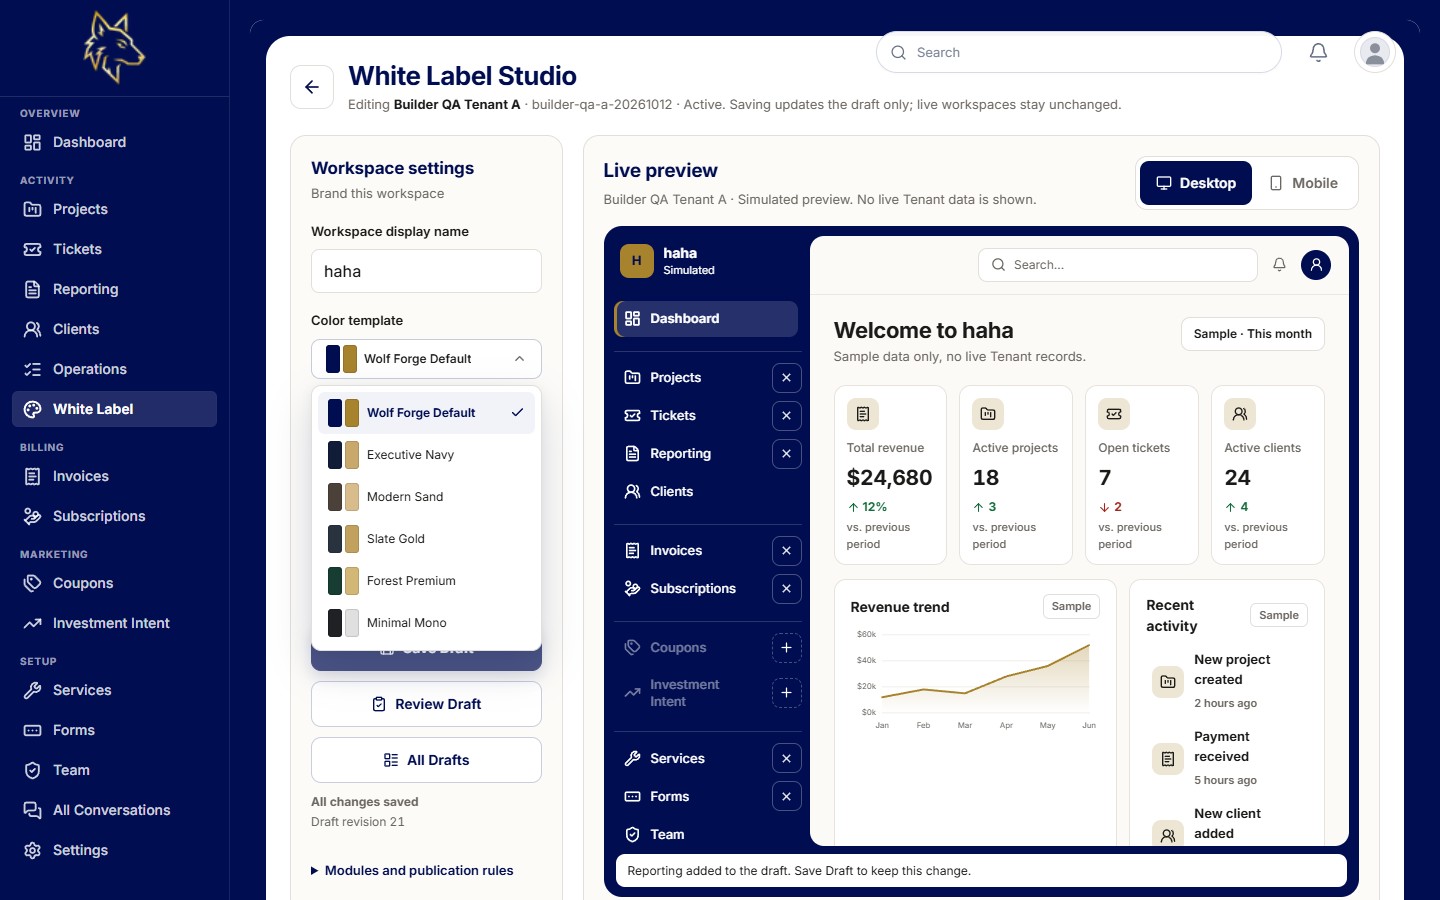 OVERVIEW
Dashboard
ACTIVITY
Projects
Tickets
Reporting
Clients
Operations
White Label
BILLING
Invoices
Subscriptions
MARKETING
Coupons
Investment Intent
SETUP
Services
Forms
Team
All Conversations
Settings
White Label Studio
Editing Builder QA Tenant A · builder-qa-a-20261012 · Active. Saving updates the draft only; live workspaces stay unchanged.
Search
Workspace settings
Brand this workspace
Workspace display name
haha
Color template
Wolf Forge Default
Wolf Forge Default
Executive Navy
Modern Sand
Slate Gold
Forest Premium
Minimal Mono
Save Draft
Review Draft
All Drafts
All changes saved
Draft revision 21
Modules and publication rules
Live preview
Builder QA Tenant A · Simulated preview. No live Tenant data is shown.
Desktop
Mobile
H
haha
Simulated
Dashboard
Projects
Tickets
Reporting
Clients
Invoices
Subscriptions
Coupons
Investment
Intent
Services
Forms
Team
Search...
Welcome to haha
Sample data only, no live Tenant records.
Sample · This month
Total revenue
$24,680
12%
vs. previous
period
Active projects
18
3
vs. previous
period
Open tickets
7
2
vs. previous
period
Active clients
24
4
vs. previous
period
Revenue trend
Sample
$60k
$40k
$20k
$0k
Jan
Feb
Mar
Apr
May
Jun
Recent
activity
Sample
New project
created
2 hours ago
Payment
received
5 hours ago
New client
added
Reporting added to the draft. Save Draft to keep this change.